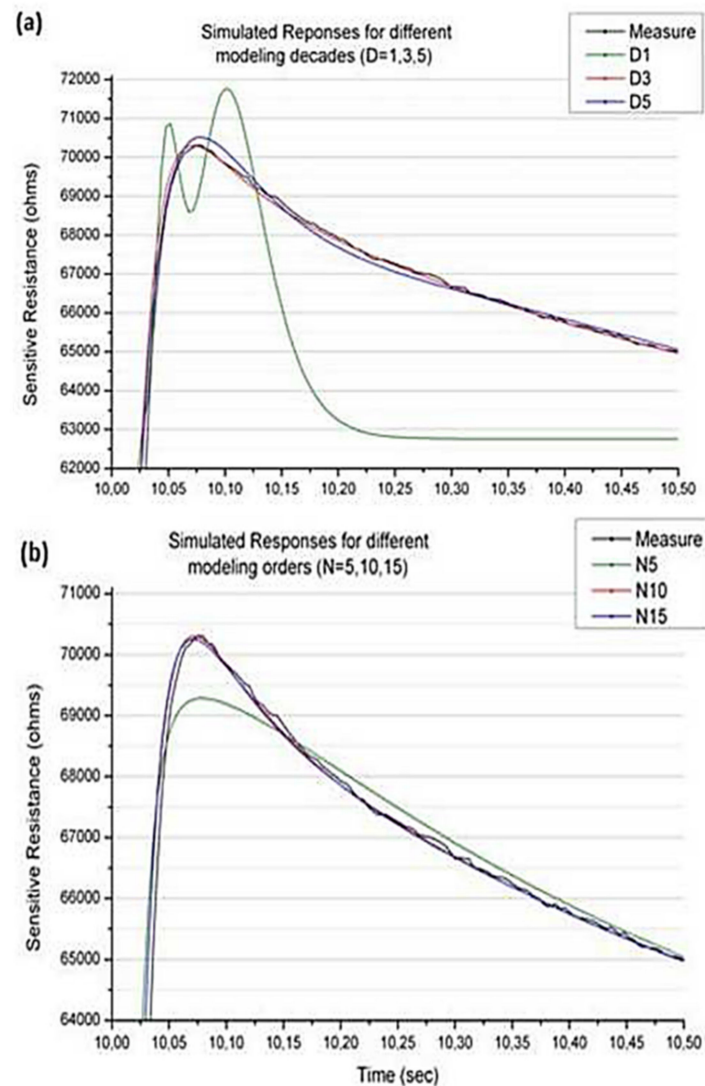 (a)
Simulated Reponses for different
modeling decades (D=1,3,5)
Measure
D1
D3
D5
Sensitive Resistance (ohms)
72000
71000
70000
69000
68000
67000
66000
65000
64000
63000
62000
10,00 10,05 10,10 10,15 10,20 10,25 10,30 10,35 10,40 10,45 10,50
(b)
Simulated Responses for different
modeling orders (N=5,10,15)
Measure
N5
N10
N15
Sensitive Resistance (ohms)
71000
70000
69000
68000
67000
66000
65000
64000
10,00 10,05 10,10 10,15 10,20 10,25 10,30 10,35 10,40 10,45 10,50
Time (sec)